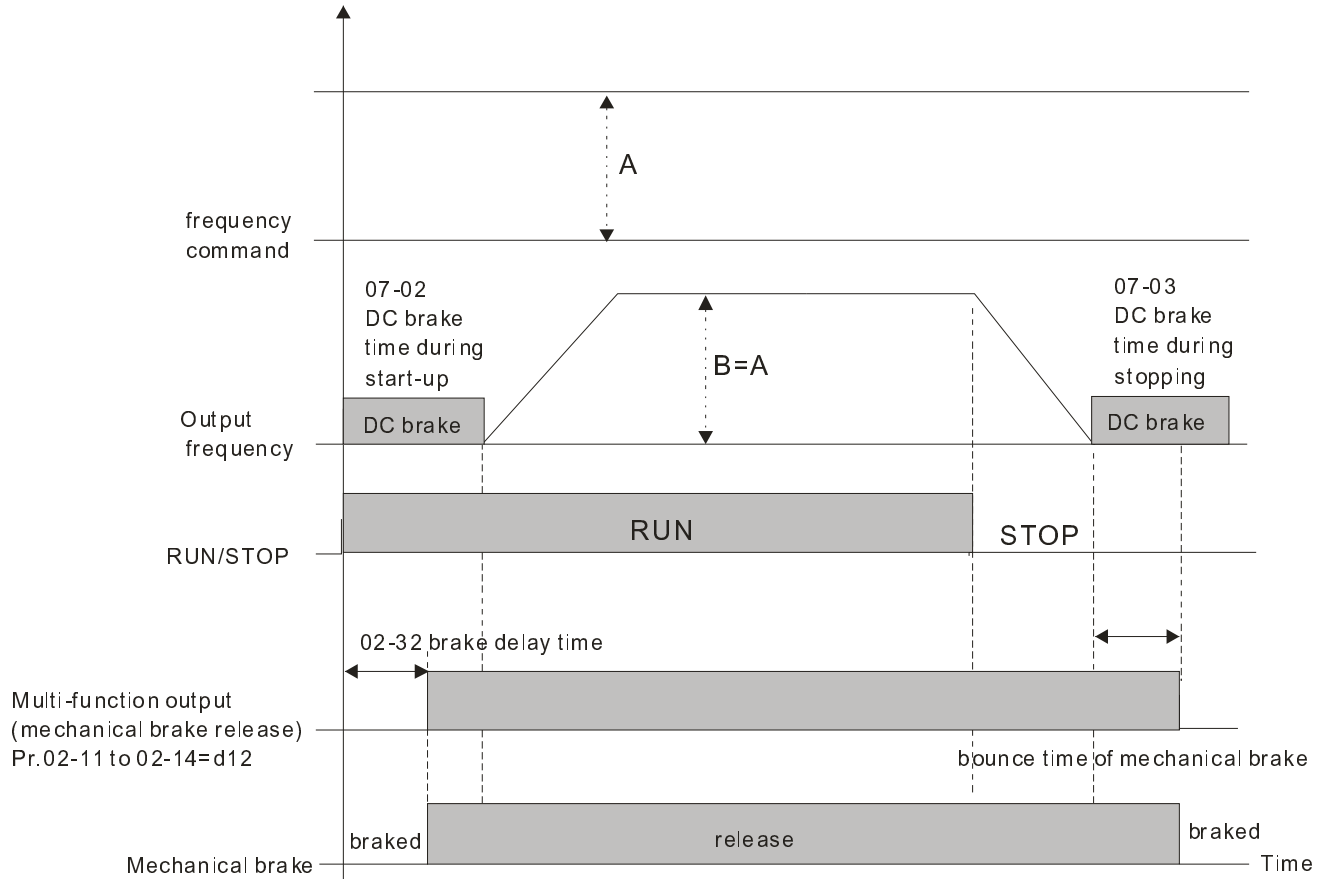 A
frequency
command
07-02
DC brake
time during
start-up
07-03
DC brake
time during
stopping
B=A
Output
frequency
DC brake
DC brake
RUN
STOP
RUN/STOP
02-32 brake delay time
Multi-function output
(mechanical brake release)
Pr.02-11 to 02-14=d12
bounce time of mechanical brake
braked
release
braked
Mechanical brake
Time